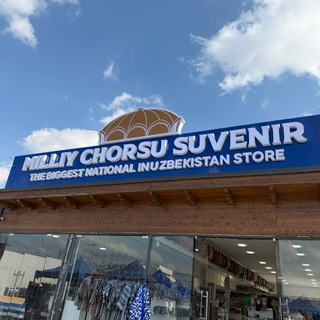 MILLIY CHORSU SUVENIR
THE BIGGEST NATIONAL IN UZBEKISTAN STORE